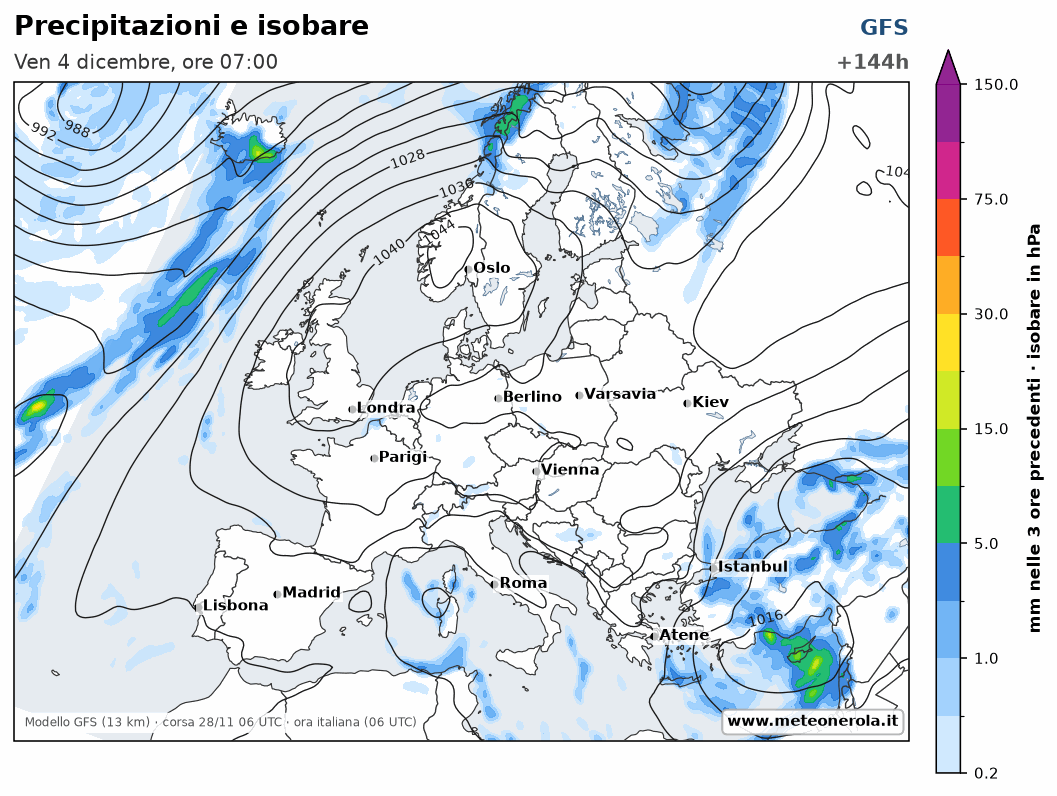 Precipitazioni e isobare
GFS
Ven 4 dicembre, ore 07:00
+144h
150.0
75.0
30.0
15.0
5.0
1.0
0.2
mm nelle 3 ore precedenti · isobare in hPa
992
988
1028
1036
1044
1040
104
Oslo
Londra
Berlino
Varsavia
Kiev
Parigi
Vienna
Istanbul
Roma
Madrid
Lisbona
1016
Atene
Modello GFS (13 km) · corsa 28/11 06 UTC · ora italiana (06 UTC)
www.meteonerola.it